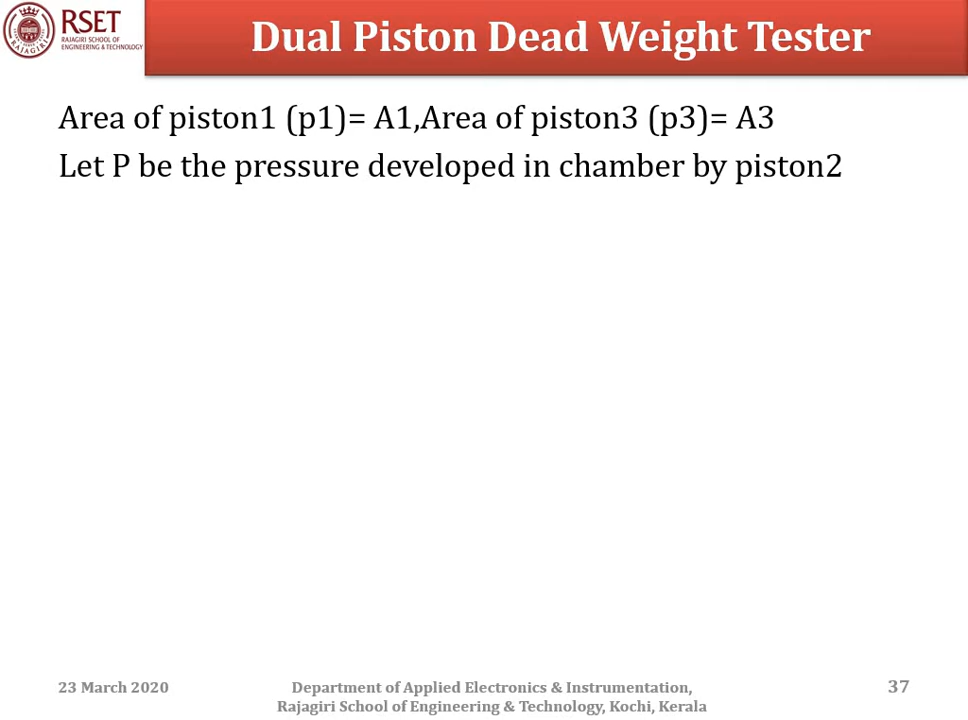 RSET
RAJAGIRI SCHOOL OF
ENGINEERING & TECHNOLOGY
RAJAGIRI
Dual Piston Dead Weight Tester
Area of piston1 (p1)= A1,Area of piston3 (p3)= A3
Let P be the pressure developed in chamber by piston2
23 March 2020
Department of Applied Electronics & Instrumentation,
Rajagiri School of Engineering & Technology, Kochi, Kerala
37